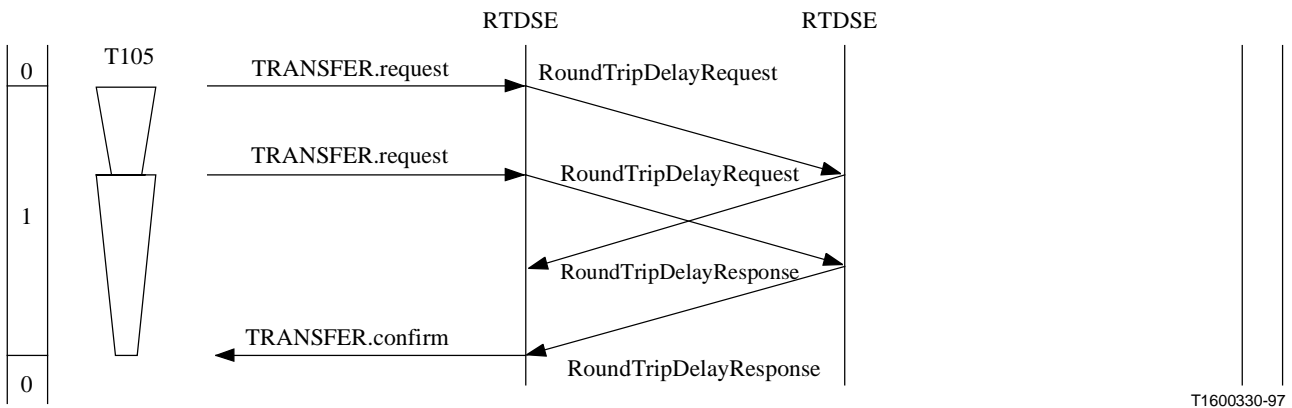 RTDSE RTDSE
T105
0
TRANSFER.request RoundTripDelayRequest
TRANSFER.request RoundTripDelayRequest
1
RoundTripDelayResponse
TRANSFER.confirm
RoundTripDelayResponse
0
T1600330-97